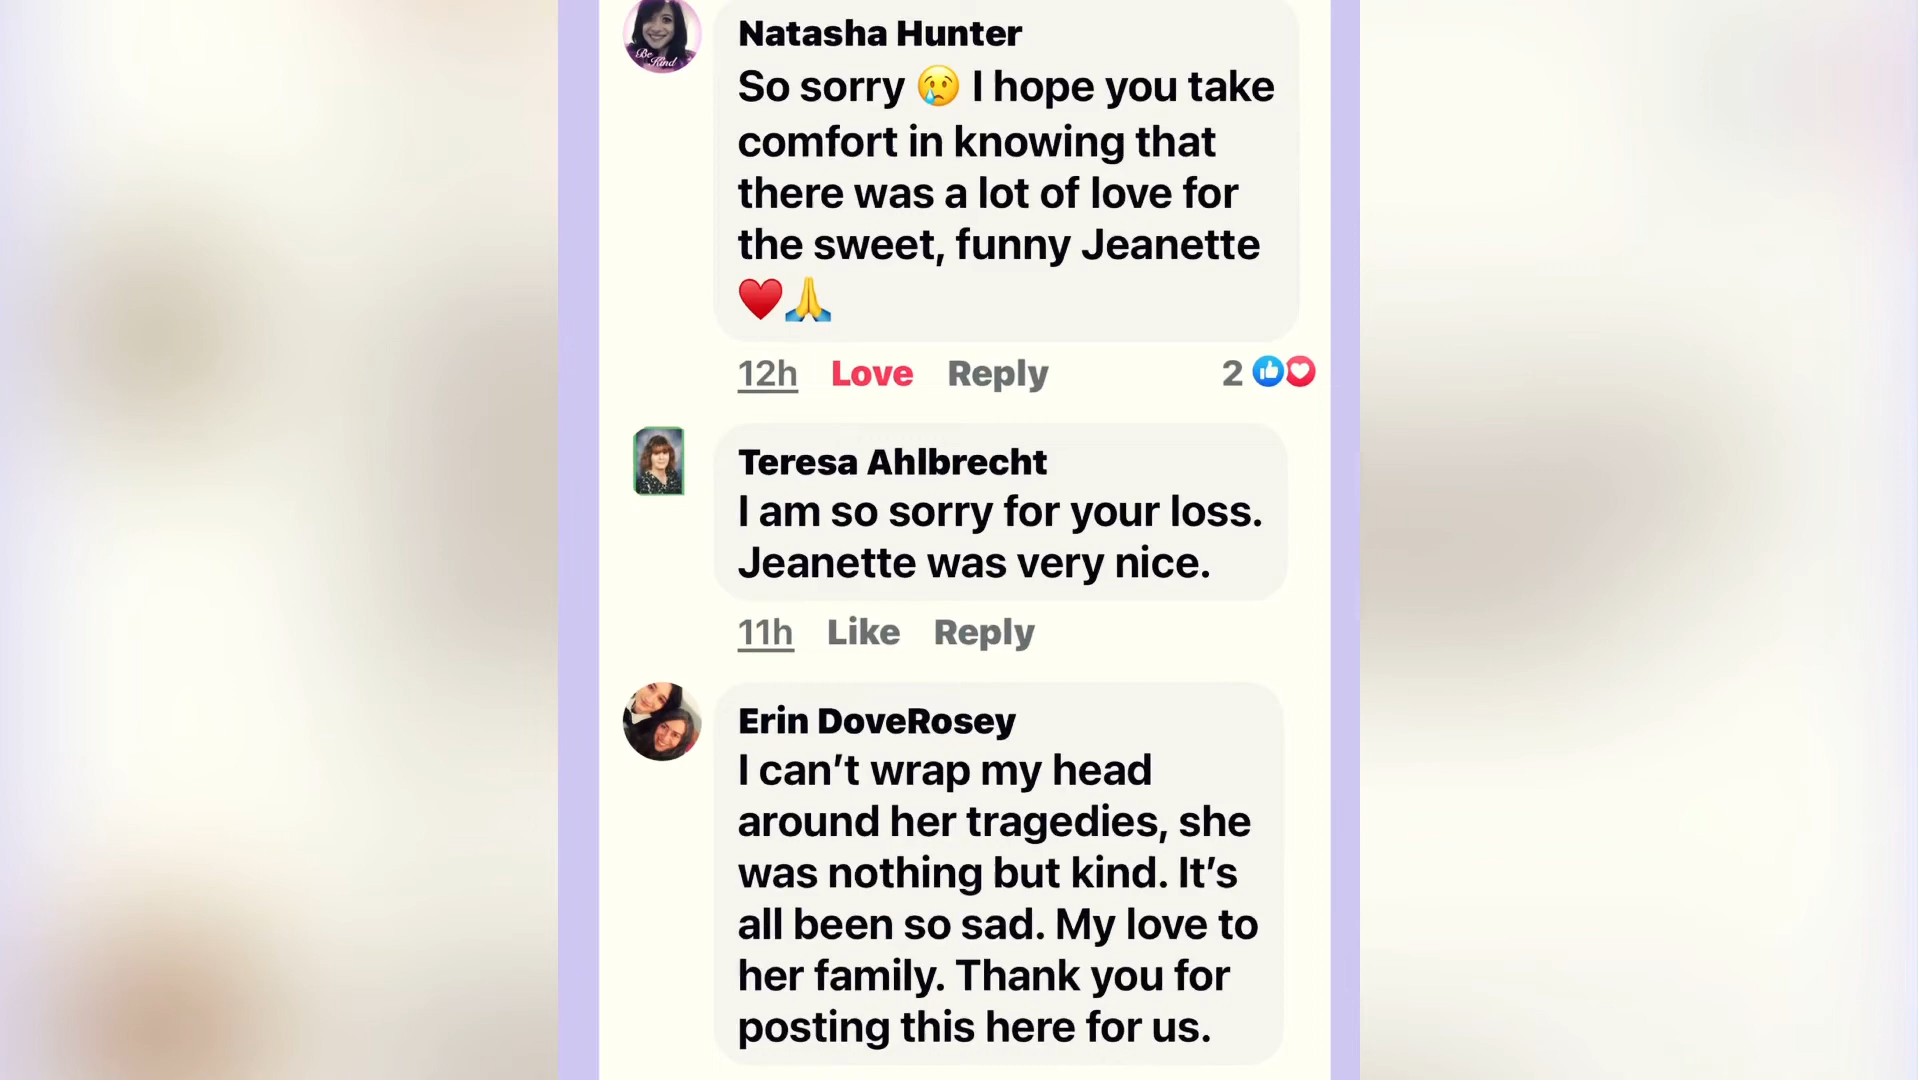 Be Kind
Natasha Hunter
So sorry 😢 I hope you take
comfort in knowing that
there was a lot of love for
the sweet, funny Jeanette
❤️🙏
12h Love Reply 2
Teresa Ahlbrecht
I am so sorry for your loss.
Jeanette was very nice.
11h Like Reply
Erin DoveRosey
I can’t wrap my head
around her tragedies, she
was nothing but kind. It’s
all been so sad. My love to
her family. Thank you for
posting this here for us.